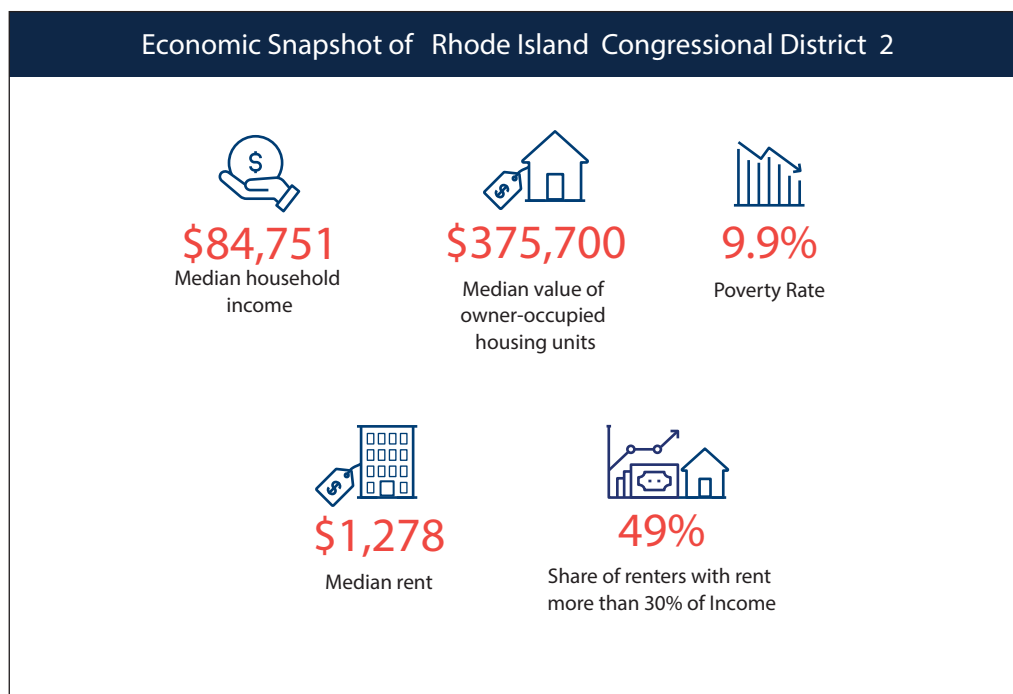 Economic Snapshot of Rhode Island Congressional District 2
$
$
$84,751
Median household
income
$375,700
Median value of
owner-occupied
housing units
9.9%
Poverty Rate
$
$1,278
Median rent
49%
Share of renters with rent
more than 30% of Income